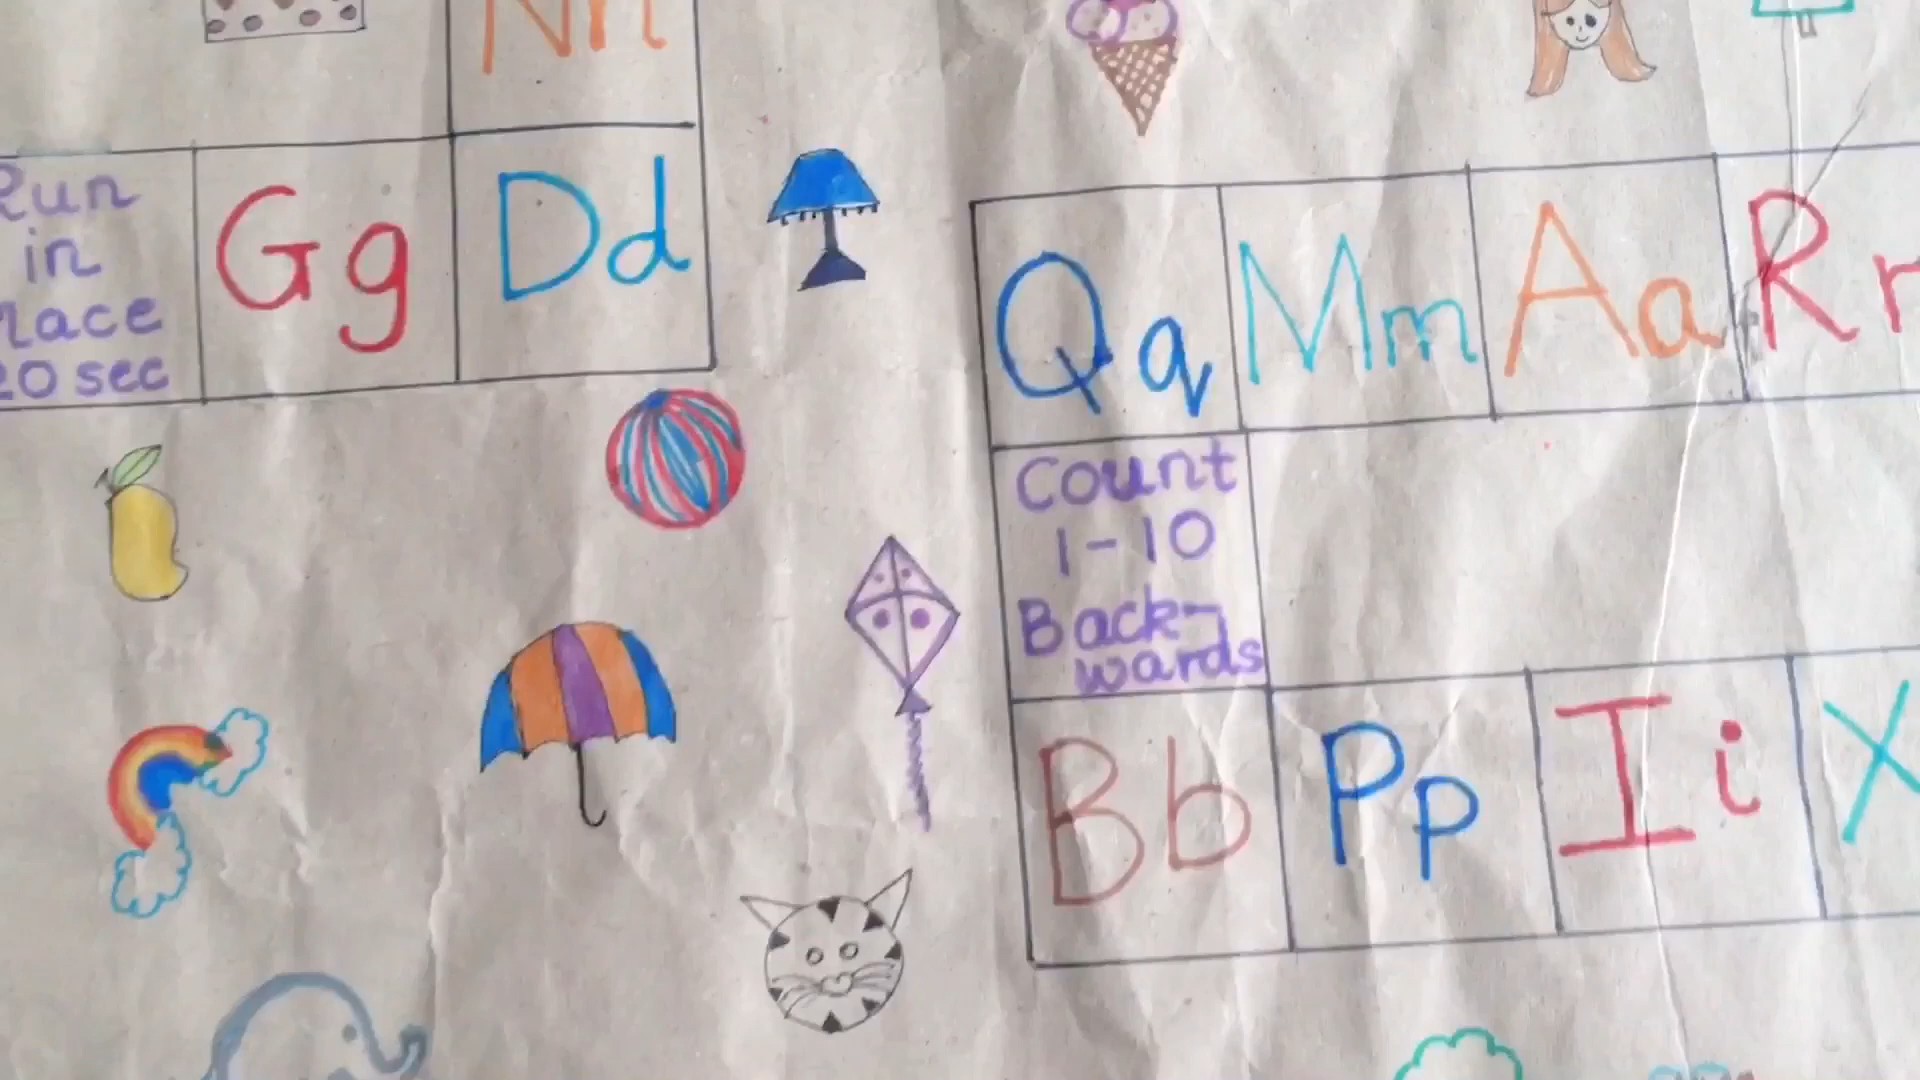 Nn
Run
in
Place
20 sec
Gg
Dd
Qq
Mm
Aa
Rr
Count
1-10
Back-
wards
Bb
Pp
Ii
X